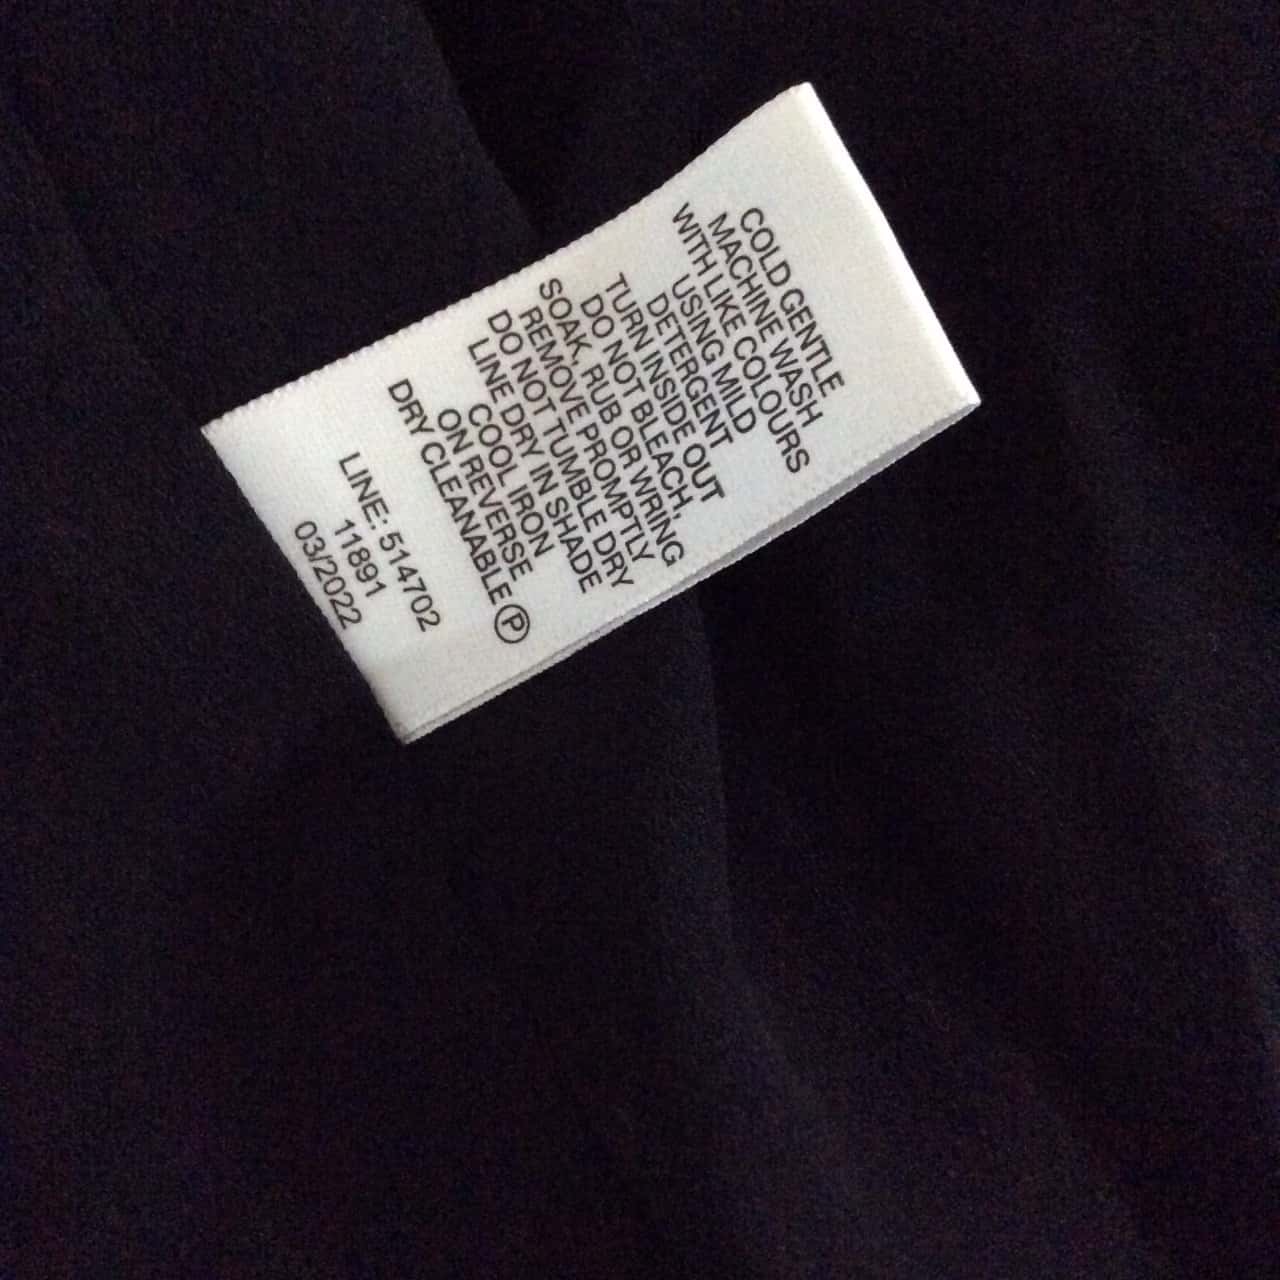 COLD GENTLE
MACHINE WASH
WITH LIKE COLOURS
USING MILD
DETERGENT
TURN INSIDE OUT
DO NOT BLEACH,
SOAK, RUB OR WRING
REMOVE PROMPTLY
DO NOT TUMBLE DRY
LINE DRY IN SHADE
COOL IRON
ON REVERSE
DRY CLEANABLE Ⓟ
LINE: 514702
11891
03/2022